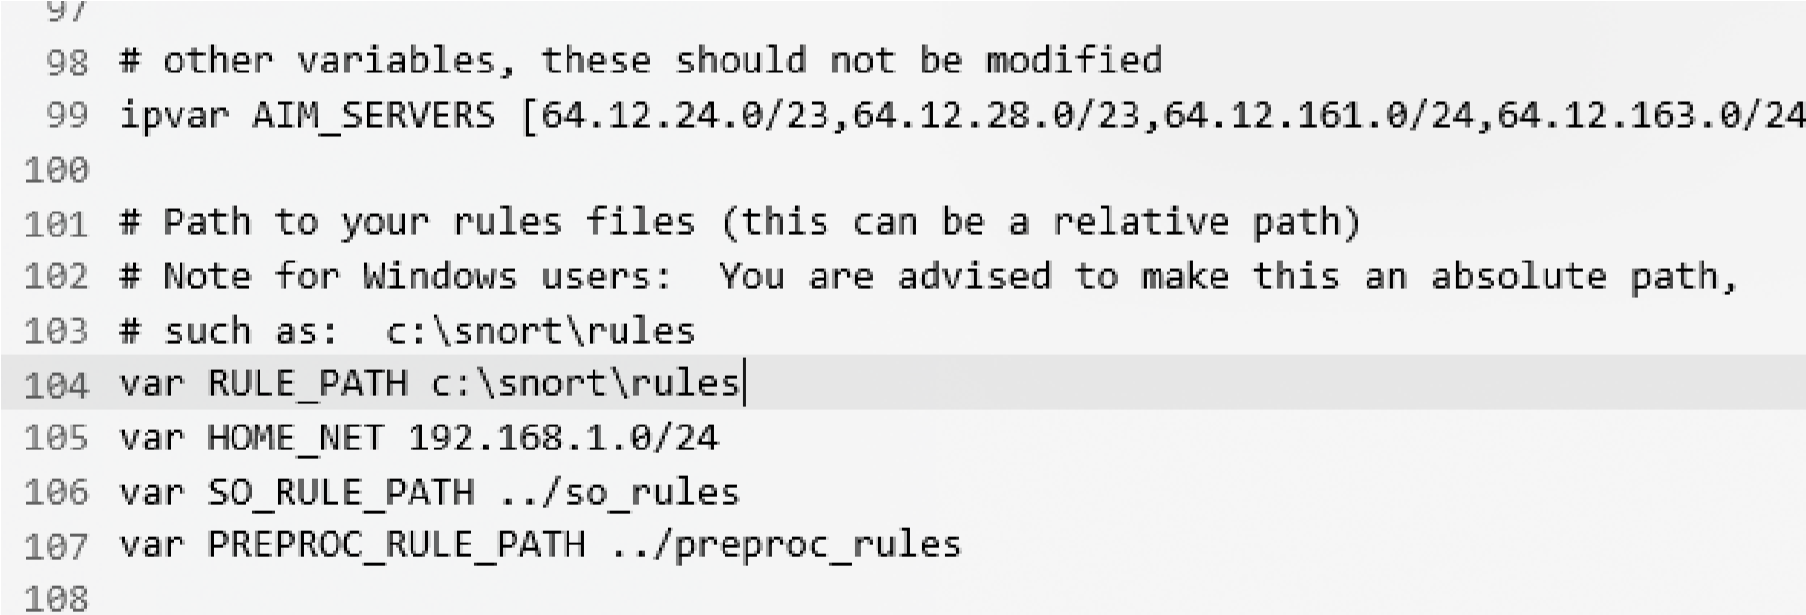 97
98 # other variables, these should not be modified
99 ipvar AIM_SERVERS [64.12.24.0/23,64.12.28.0/23,64.12.161.0/24,64.12.163.0/24
100
101 # Path to your rules files (this can be a relative path)
102 # Note for Windows users:  You are advised to make this an absolute path,
103 # such as:  c:\snort\rules
104 var RULE_PATH c:\snort\rules
105 var HOME_NET 192.168.1.0/24
106 var SO_RULE_PATH ../so_rules
107 var PREPROC_RULE_PATH ../preproc_rules
108